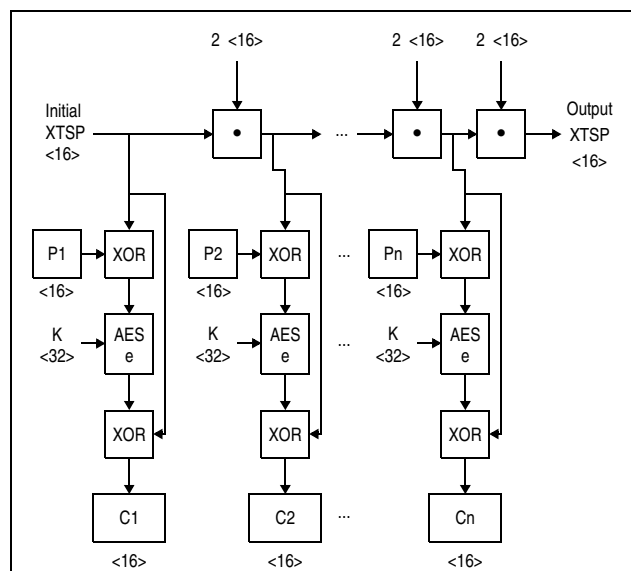 2 <16> 2 <16> 2 <16>
Initial
XTSP
<16>
• ... • •
Output
XTSP
<16>
P1 XOR P2 XOR ... Pn XOR
<16> <16> <16>
K
<32>
AES
e
K
<32>
AES
e
...
K
<32>
AES
e
XOR XOR XOR
C1 C2 ... Cn
<16> <16> <16>